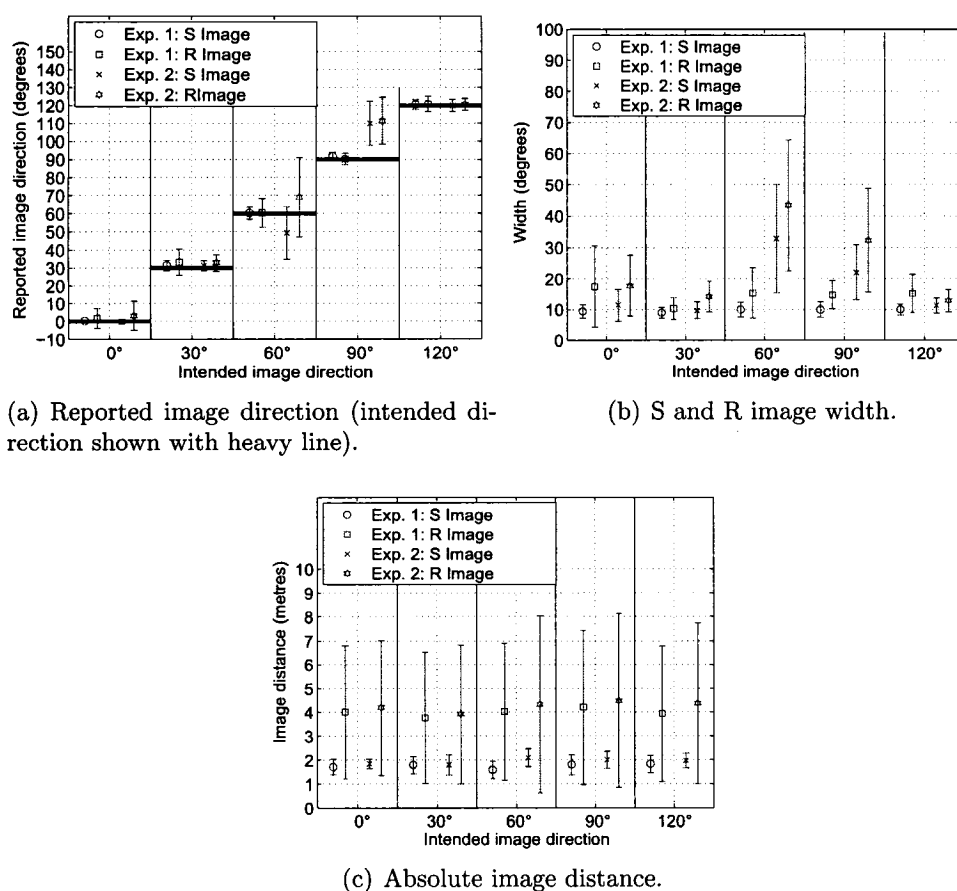 Exp. 1: S Image
Exp. 1: R Image
Exp. 2: S Image
Exp. 2: RImage
150
140
130
120
110
100
90
80
70
60
50
40
30
20
10
0
−10
Reported image direction (degrees)
0° 30° 60° 90° 120°
Intended image direction
(a) Reported image direction (intended di-
rection shown with heavy line).
Exp. 1: S Image
Exp. 1: R Image
Exp. 2: S Image
Exp. 2: R Image
100
90
80
70
60
50
40
30
20
10
0
Width (degrees)
0° 30° 60° 90° 120°
Intended image direction
(b) S and R image width.
Exp. 1: S Image
Exp. 1: R Image
Exp. 2: S Image
Exp. 2: R Image
10
9
8
7
6
5
4
3
2
1
0
Image distance (metres)
0° 30° 60° 90° 120°
Intended image direction
(c) Absolute image distance.